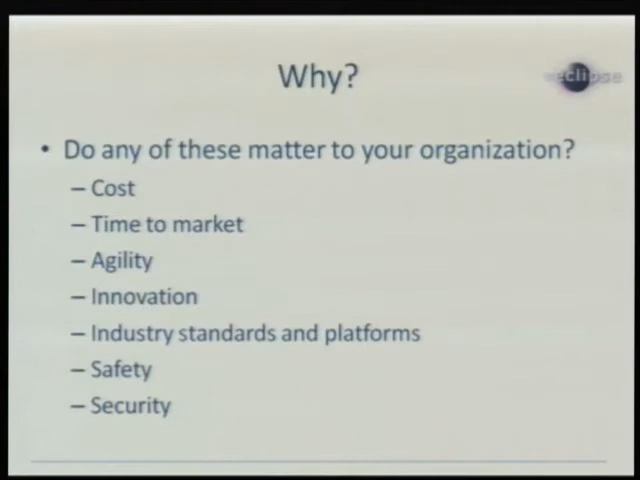 Why?
eclipse
• Do any of these matter to your organization?
– Cost
– Time to market
– Agility
– Innovation
– Industry standards and platforms
– Safety
– Security